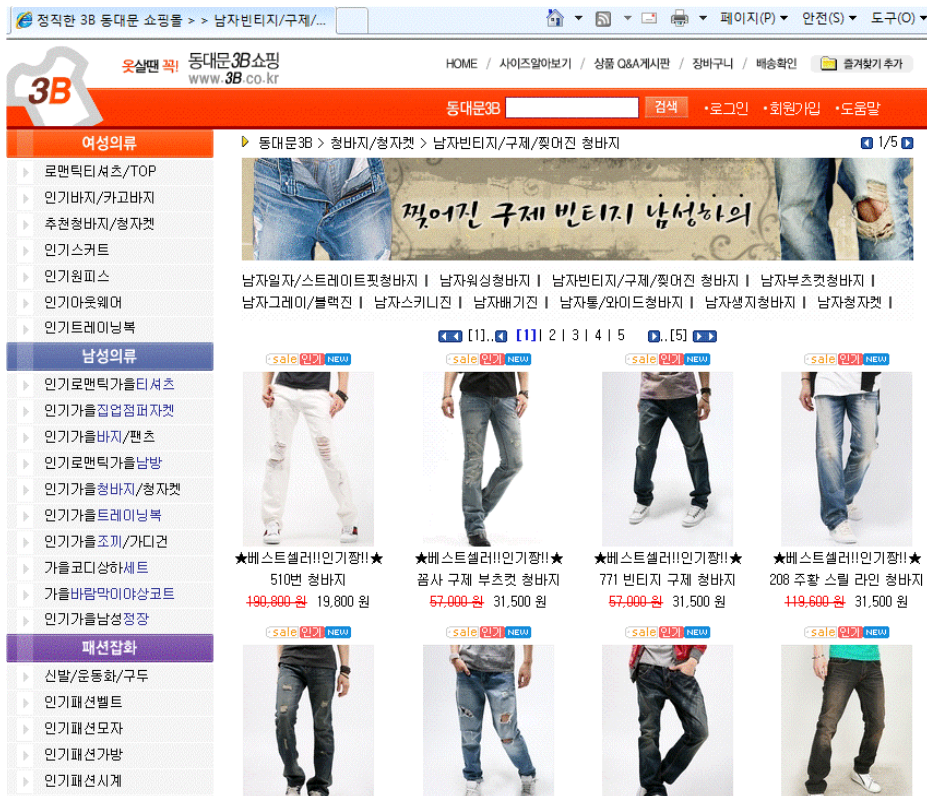 정직한 3B 동대문 쇼핑몰 > > 남자빈티지/구제/...
페이지(P) 안전(S) 도구(O)
3B
옷살땐 꼭! 동대문3B쇼핑
www.3B.co.kr
HOME / 사이즈알아보기 / 상품 Q&A게시판 / 장바구니 / 배송확인 즐겨찾기 추가
동대문3B 검색 •로그인 •회원가입 •도움말
여성의류
로맨틱티셔츠/TOP
인기바지/카고바지
추천청바지/청자켓
인기스커트
인기원피스
인기아웃웨어
인기트레이닝복
남성의류
인기로맨틱가을티셔츠
인기가을집업점퍼자켓
인기가을바지/팬츠
인기로맨틱가을남방
인기가을청바지/청자켓
인기가을트레이닝복
인기가을조끼/가디건
가을코디상하세트
가을바람막이야상코트
인기가을남성정장
패션잡화
신발/운동화/구두
인기패션벨트
인기패션모자
인기패션가방
인기패션시계
동대문3B > 청바지/청자켓 > 남자빈티지/구제/찢어진 청바지 1/5
찢어진 구제 빈티지 남성하의
남자일자/스트레이트핏청바지 | 남자워싱청바지 | 남자빈티지/구제/찢어진 청바지 | 남자부츠컷청바지 |
남자그레이/블랙진 | 남자스키니진 | 남자배기진 | 남자통/와이드청바지 | 남자생지청바지 | 남자청자켓 |
[1].. [1]| 2 | 3 | 4 | 5 ..[5]
sale 인기 NEW sale 인기 NEW sale 인기 NEW sale 인기 NEW
★베스트셀러!!인기짱!!★ ★베스트셀러!!인기짱!!★ ★베스트셀러!!인기짱!!★ ★베스트셀러!!인기짱!!★
510번 청바지 꼼사 구제 부츠컷 청바지 771 빈티지 구제 청바지 208 주황 스틸 라인 청바지
190,800 원 19,800 원 57,000 원 31,500 원 57,000 원 31,500 원 119,600 원 31,500 원
sale 인기 NEW sale 인기 NEW sale 인기 NEW sale 인기 NEW